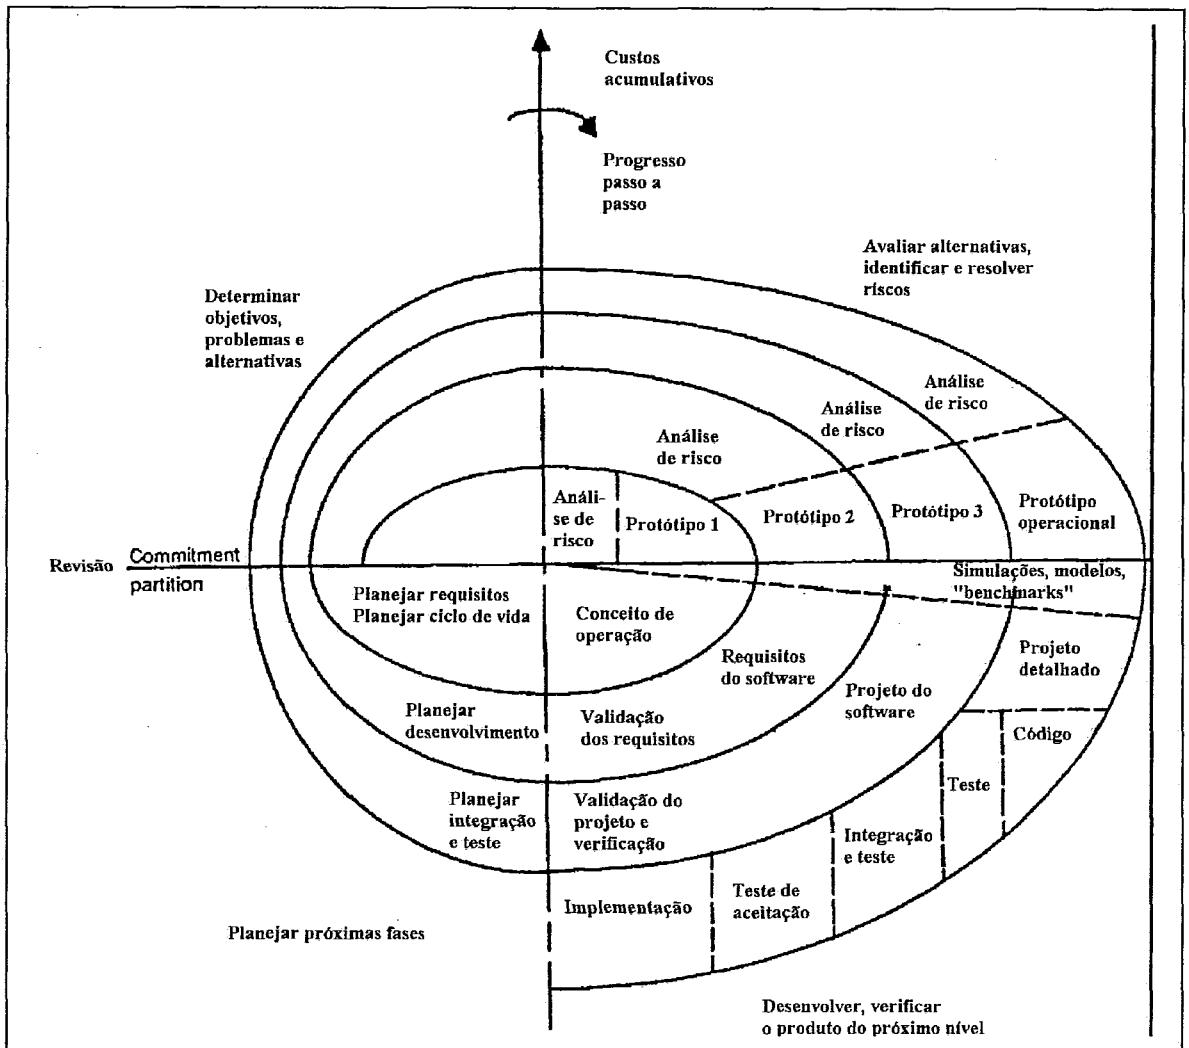 Custos
acumulativos
Progresso
passo a
passo
Avaliar alternativas,
identificar e resolver
riscos
Determinar
objetivos,
problemas e
alternativas
Análise
de risco
Análise
de risco
Análise
de risco
Análi-
se de
risco
Protótipo 1
Protótipo 2
Protótipo 3
Protótipo
operacional
Revisão
Commitment
partition
Simulações, modelos,
"benchmarks"
Planejar requisitos
Planejar ciclo de vida
Conceito de
operação
Requisitos
do software
Projeto do
software
Projeto
detalhado
Código
Planejar
desenvolvimento
Validação
dos requisitos
Teste
Planejar
integração
e teste
Validação do
projeto e
verificação
Integração
e teste
Implementação
Teste de
aceitação
Planejar próximas fases
Desenvolver, verificar
o produto do próximo nível